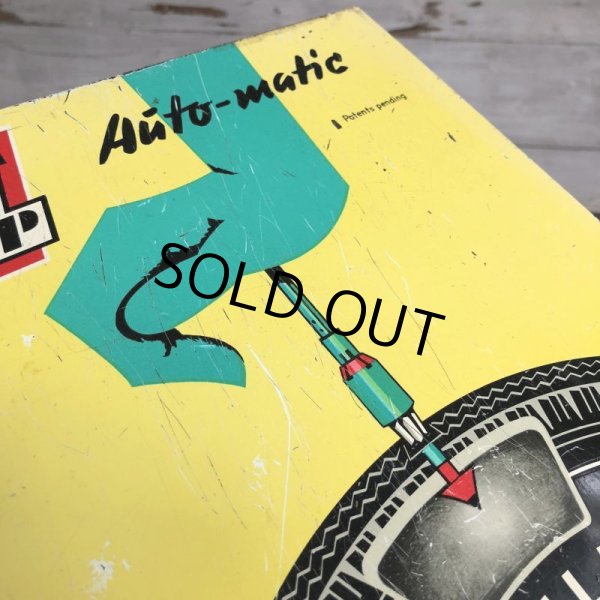 Auto-matic
Patents pending
P
SOLD OUT